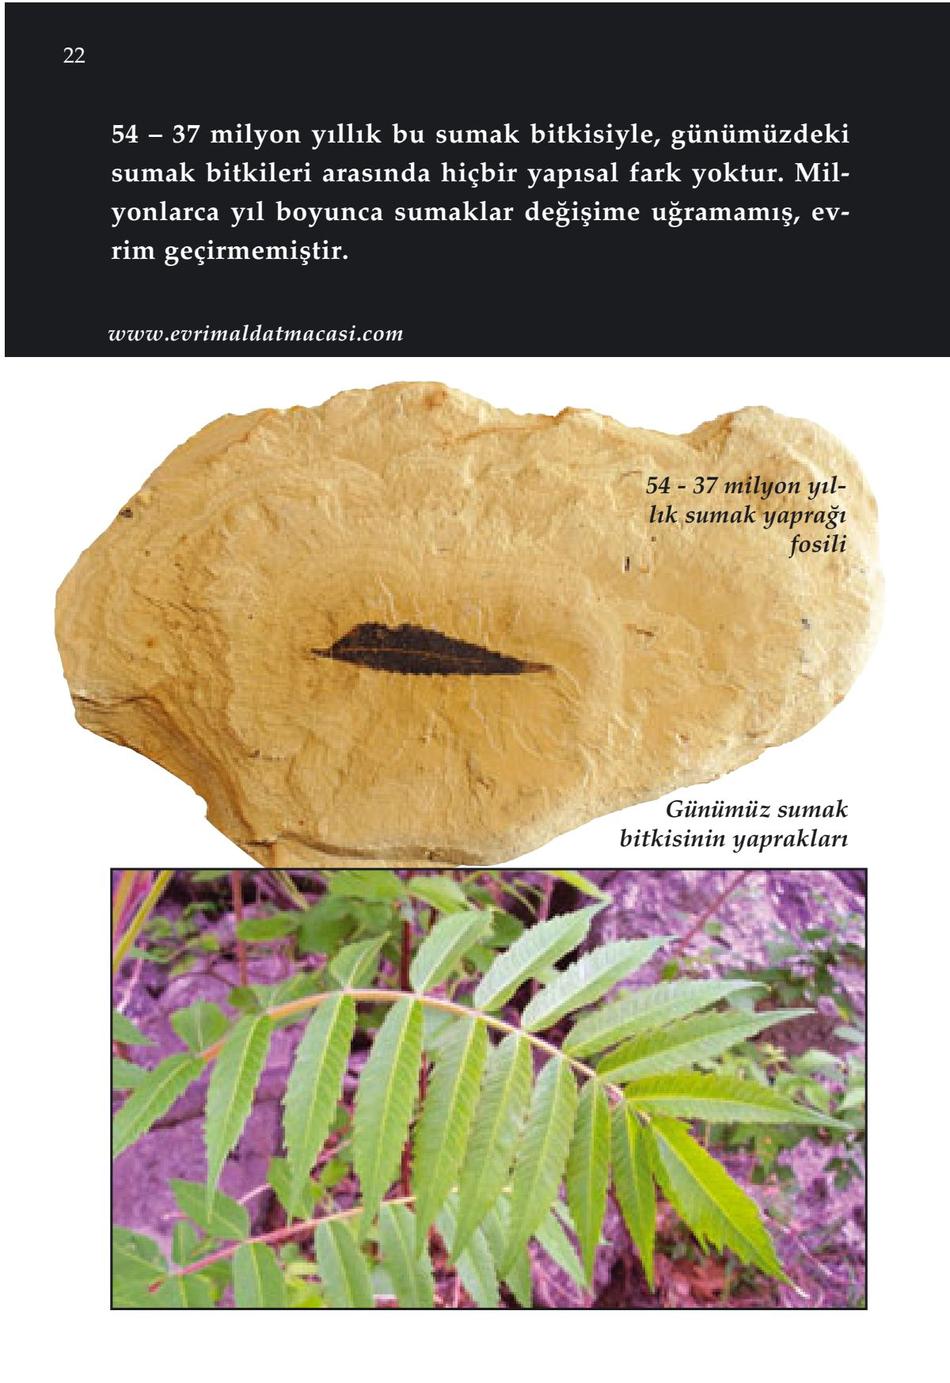 22
54 – 37 milyon yıllık bu sumak bitkisiyle, günümüzdeki
sumak bitkileri arasında hiçbir yapısal fark yoktur. Mil-
yonlarca yıl boyunca sumaklar değişime uğramamış, ev-
rim geçirmemiştir.
www.evrimaldatmacasi.com
54 - 37 milyon yıl-
lık sumak yaprağı
fosili
Günümüz sumak
bitkisinin yaprakları